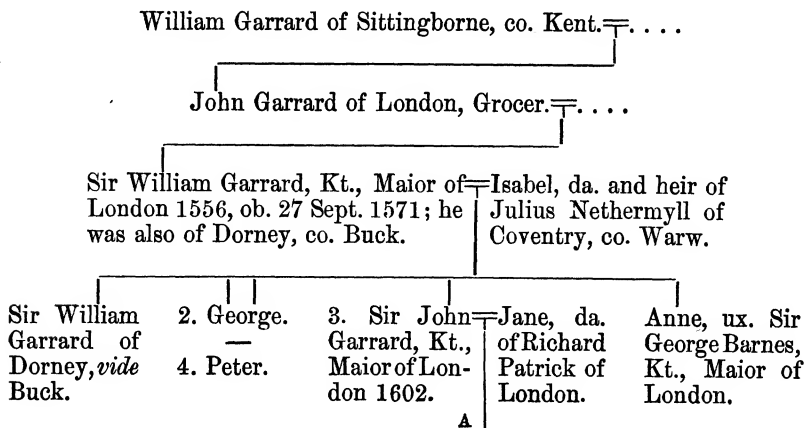 William Garrard of Sittingborne, co. Kent.=. . . .
John Garrard of London, Grocer.=. . . .
Sir William Garrard, Kt., Maior of=Isabel, da. and heir of
London 1556, ob. 27 Sept. 1571; he Julius Nethermyll of
was also of Dorney, co. Buck. Coventry, co. Warw.
Sir William
Garrard of
Dorney, vide
Buck.
2. George.
—
4. Peter.
3. Sir John=Jane, da.
Garrard, Kt., of Richard
Maior of Lon- Patrick of
don 1602. London.
Anne, ux. Sir
George Barnes,
Kt., Maior of
London.
A